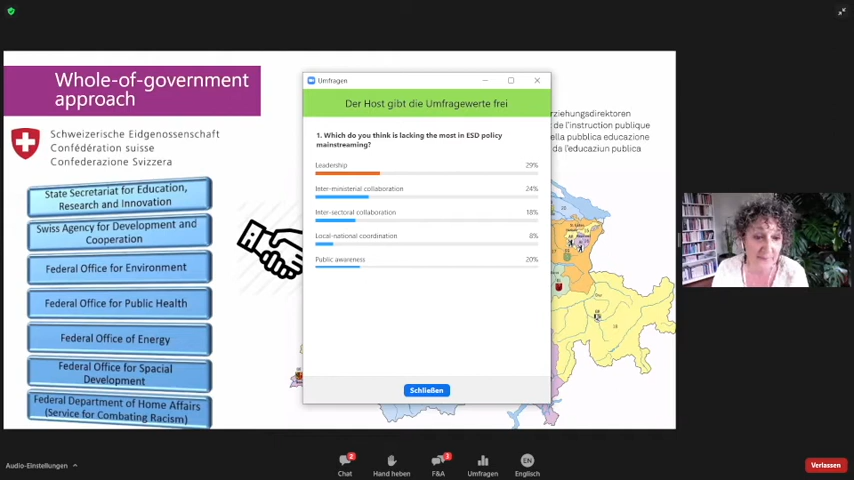 Whole-of-government
approach
Schweizerische Eidgenossenschaft
Confédération suisse
Confederazione Svizzera
State Secretariat for Education,
Research and Innovation
Swiss Agency for Development and
Cooperation
Federal Office for Environment
Federal Office for Public Health
Federal Office of Energy
Federal Office for Spacial
Development
Federal Department of Home Affairs
(Service for Combating Racism)
Umfragen
Der Host gibt die Umfragewerte frei
1. Which do you think is lacking the most in ESD policy
mainstreaming?
Leadership 29%
Inter-ministerial collaboration 24%
Inter-sectoral collaboration 18%
Local-national coordination 8%
Public awareness 20%
Schließen
rziehungsdirektoren
de l'instruction publique
ella pubblica educazione
da l'educaziun publica
Audio-Einstellungen
2
Chat
Hand heben
F&A
Umfragen
EN
Englisch
Verlassen